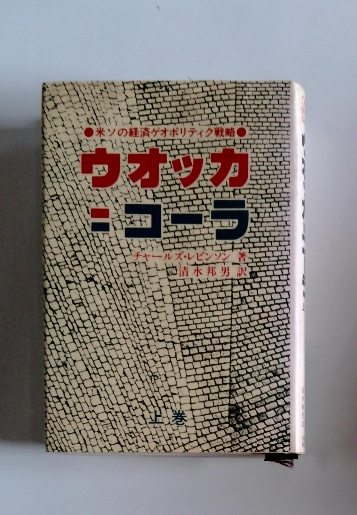 ●米ソの経済ゲオポリティク戦略●
ウオッカ
=コーラ
チャールズ・レビンソン 著
清水邦男 訳
上巻